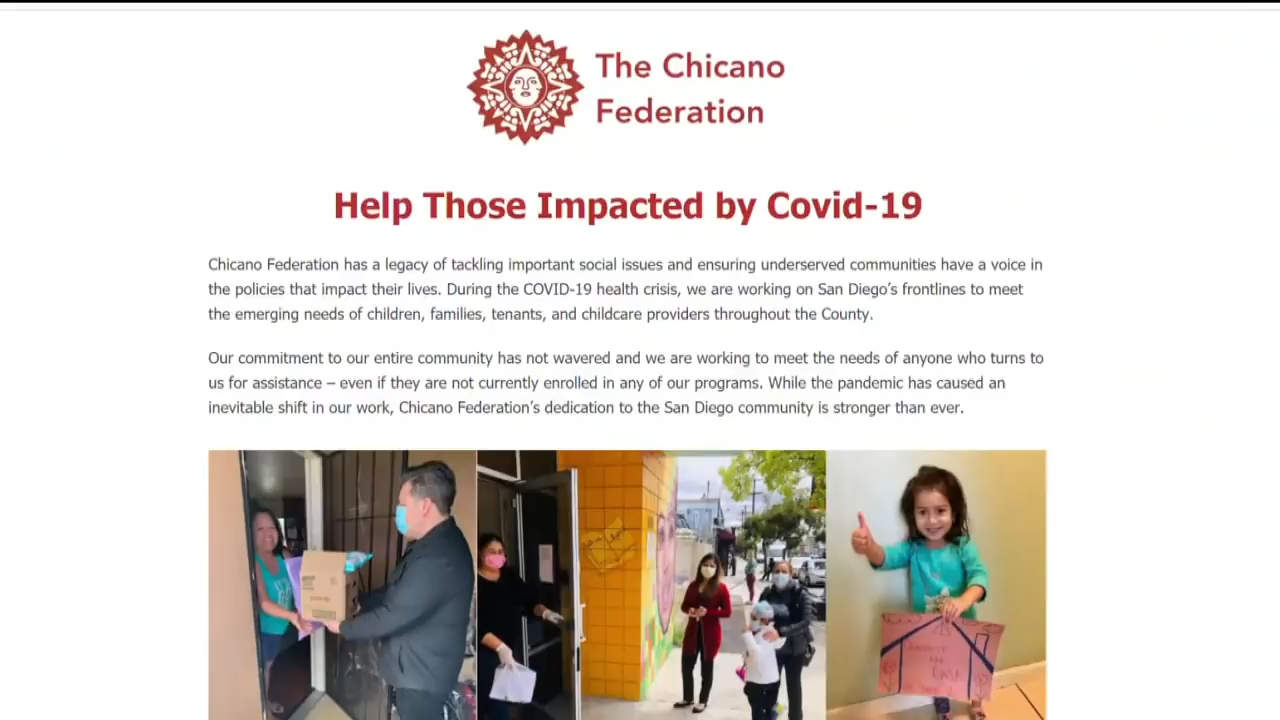 The Chicano
Federation
Help Those Impacted by Covid-19
Chicano Federation has a legacy of tackling important social issues and ensuring underserved communities have a voice in
the policies that impact their lives. During the COVID-19 health crisis, we are working on San Diego’s frontlines to meet
the emerging needs of children, families, tenants, and childcare providers throughout the County.
Our commitment to our entire community has not wavered and we are working to meet the needs of anyone who turns to
us for assistance – even if they are not currently enrolled in any of our programs. While the pandemic has caused an
inevitable shift in our work, Chicano Federation’s dedication to the San Diego community is stronger than ever.